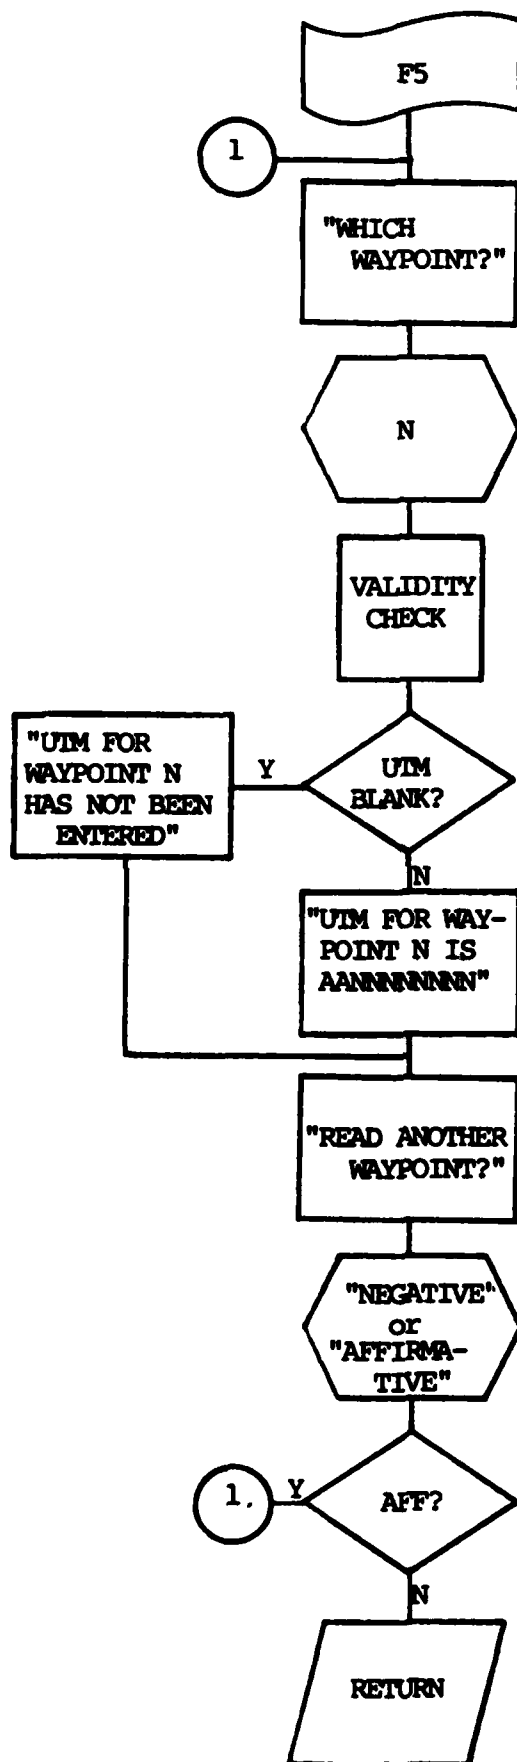 F5
1
"WHICH
WAYPOINT?"
N
VALIDITY
CHECK
"UTM FOR
WAYPOINT N
HAS NOT BEEN
ENTERED"
Y
UTM
BLANK?
N
"UTM FOR WAY-
POINT N IS
AANNNNNNNN"
"READ ANOTHER
WAYPOINT?"
"NEGATIVE"
or
"AFFIRMA-
TIVE"
1.
Y
AFF?
N
RETURN